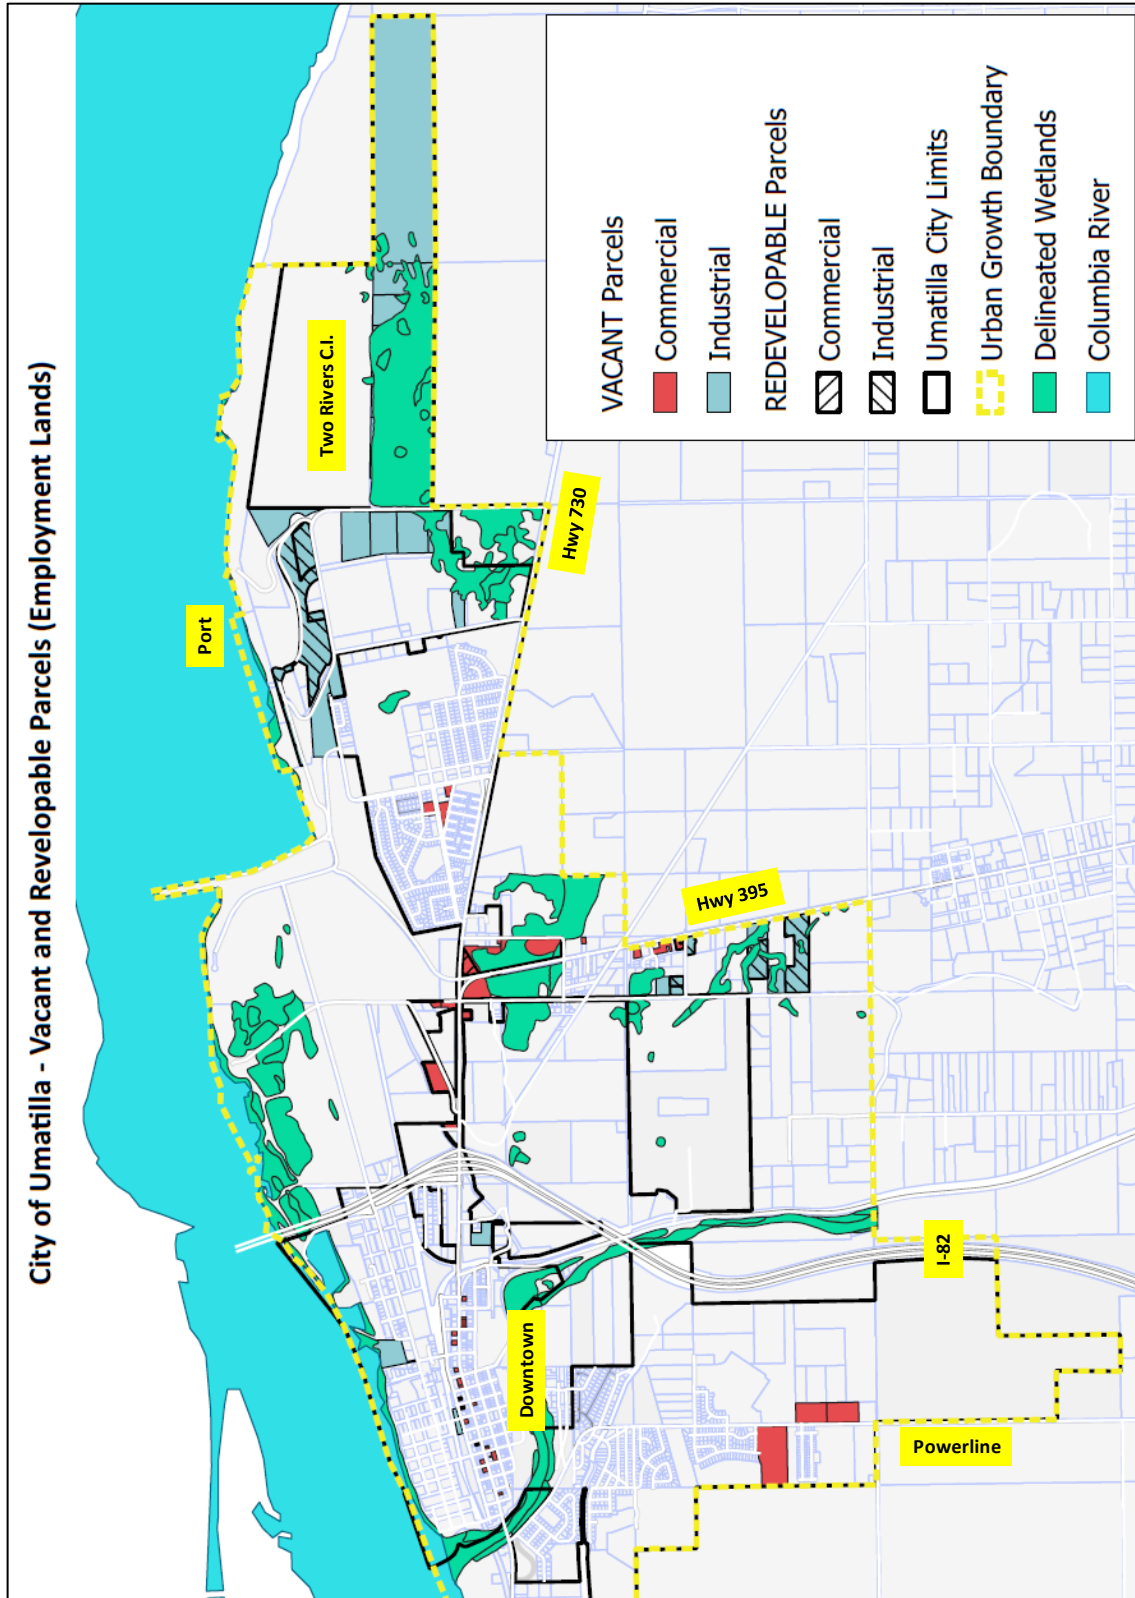 City of Umatilla - Vacant and Revelopable Parcels (Employment Lands)
Port
Two Rivers C.I.
Hwy 730
Hwy 395
Downtown
I-82
Powerline
VACANT Parcels
Commercial
Industrial
REDEVELOPABLE Parcels
Commercial
Industrial
Umatilla City Limits
Urban Growth Boundary
Delineated Wetlands
Columbia River